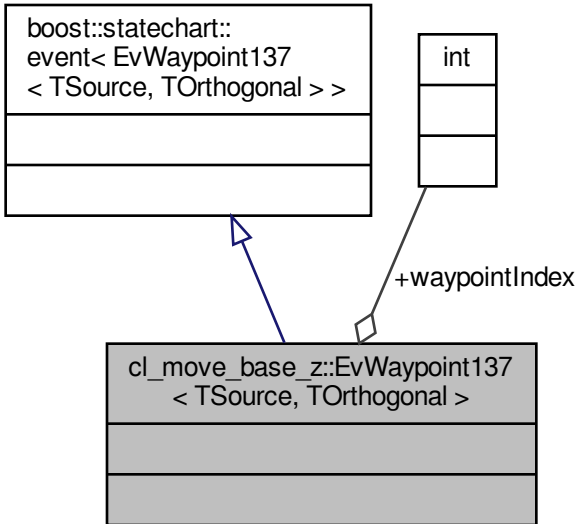 boost::statechart::
event< EvWaypoint137
< TSource, TOrthogonal > >
int
+waypointIndex
cl_move_base_z::EvWaypoint137
< TSource, TOrthogonal >